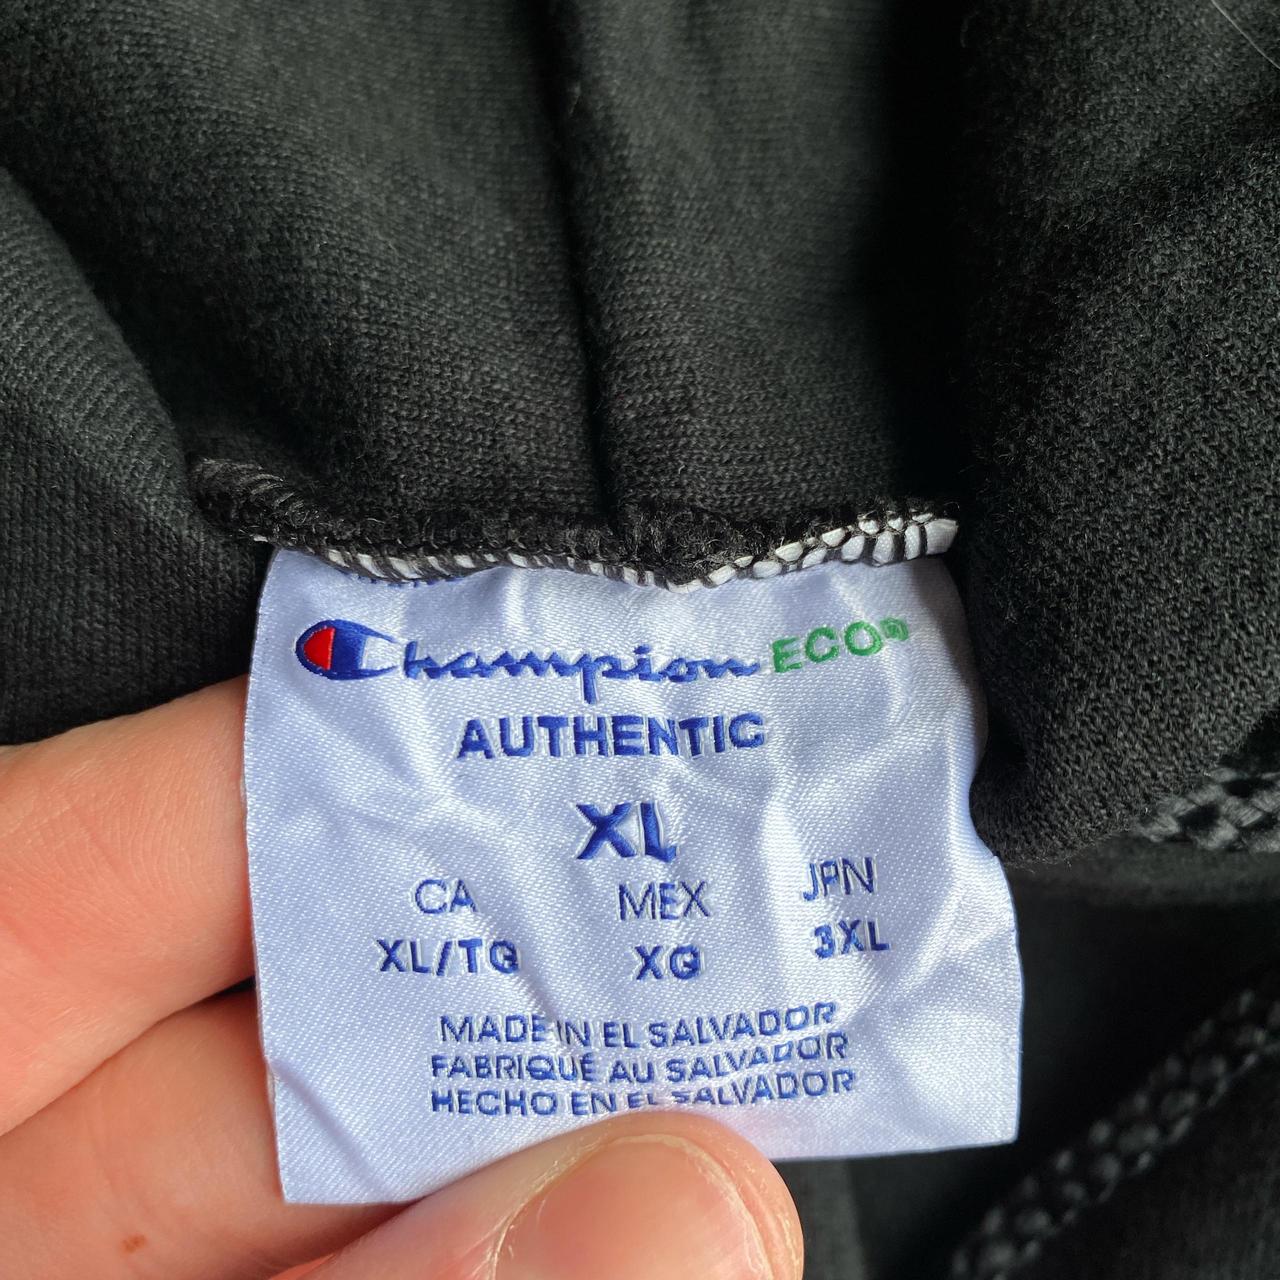 Champion ECO®
AUTHENTIC
XL
CA MEX JPN
XL/TG XG 3XL
MADE IN EL SALVADOR
FABRIQUÉ AU SALVADOR
HECHO EN EL SALVADOR